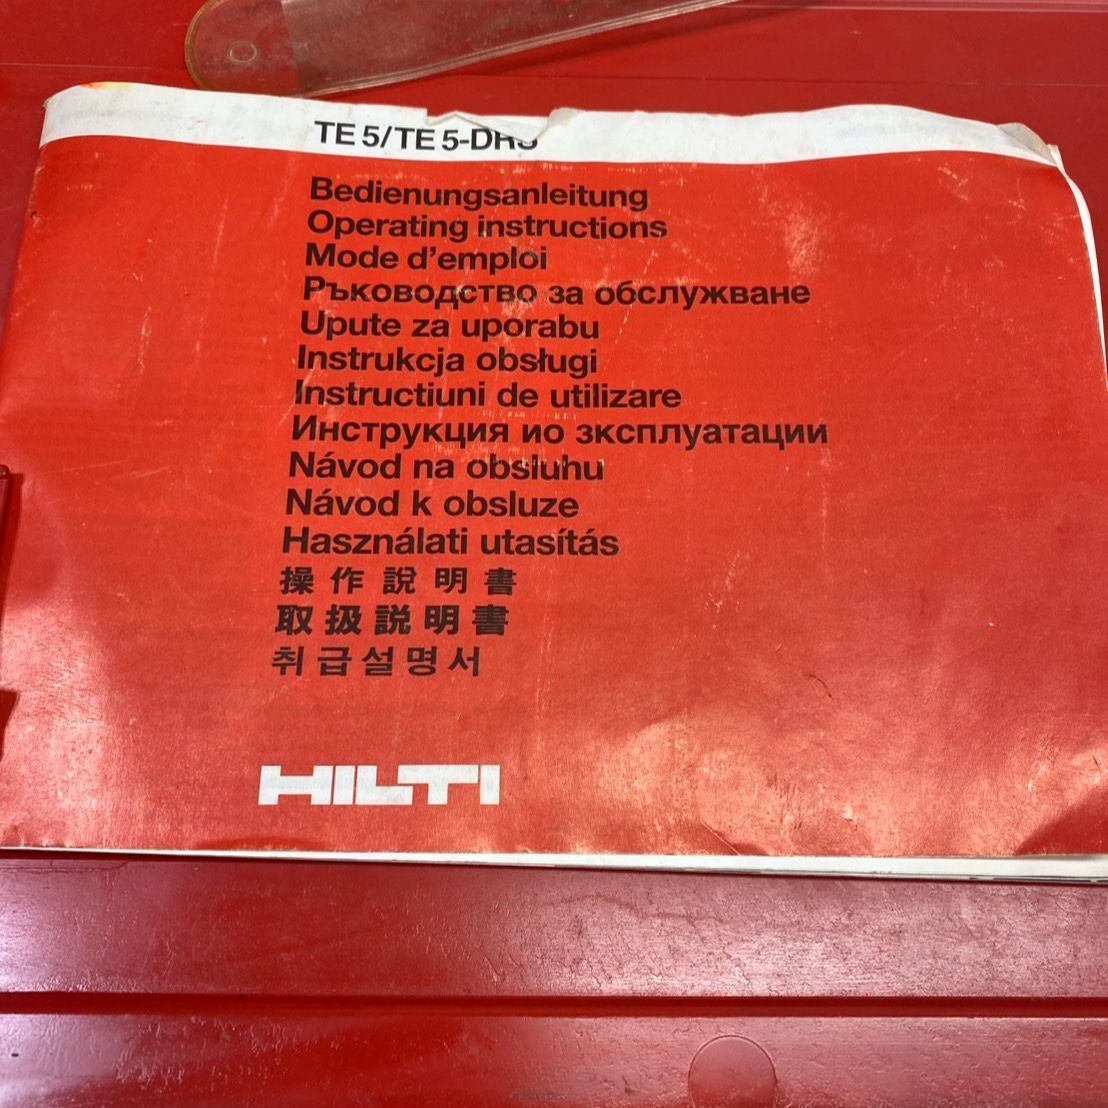 TE 5/TE 5-DRS
Bedienungsanleitung
Operating instructions
Mode d'emploi
Ръководство за обслужване
Upute za uporabu
Instrukcja obsługi
Instructiuni de utilizare
Инструкция ио зксплуатации
Návod na obsluhu
Návod k obsluze
Használati utasítás
操作說明書
取扱説明書
취급설명서
HILTI